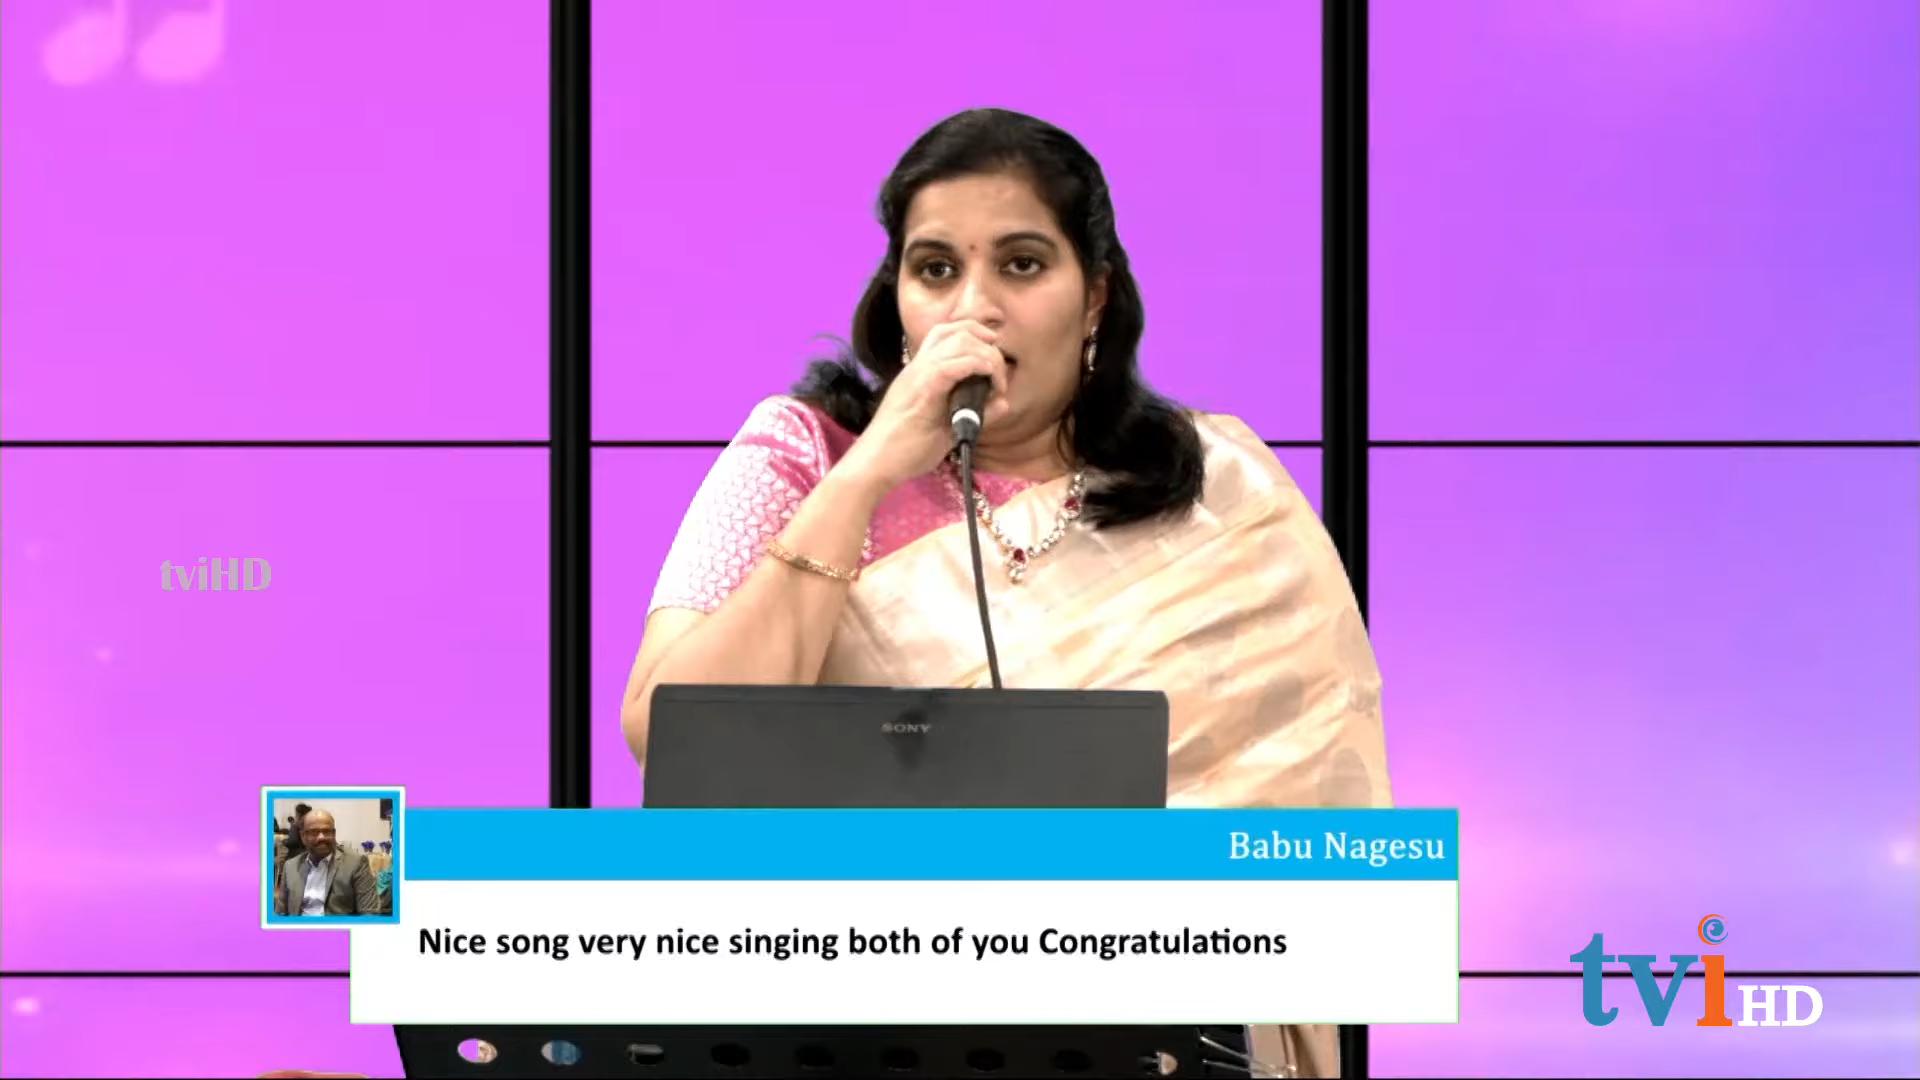 tviHD
SONY
Babu Nagesu
Nice song very nice singing both of you Congratulations
tvi HD